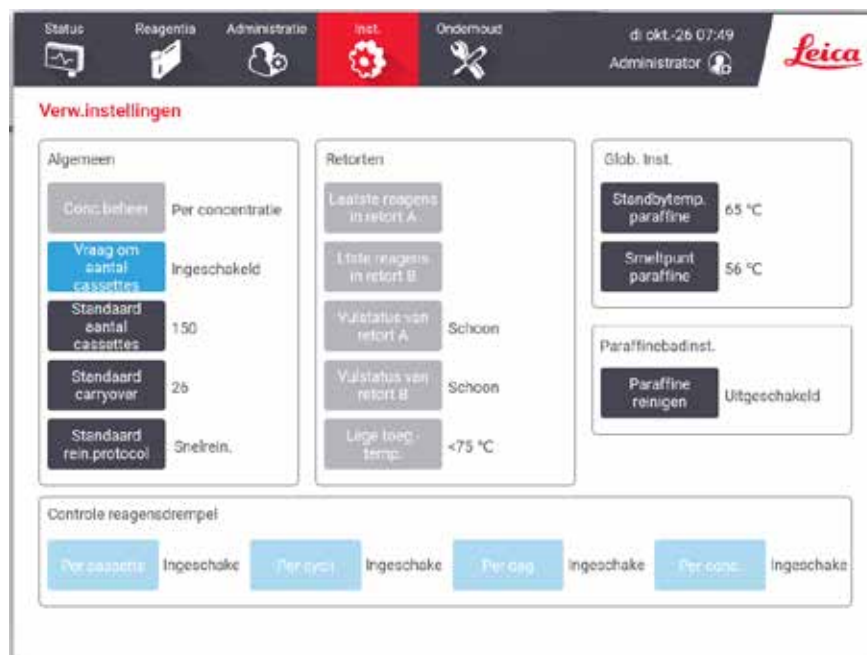 Status Reagentia Administratie Inst. Onderhoud
di okt.-26 07:49
Administrator
Leica
Verw.instellingen
Algemeen
Conc.beheer
Per concentratie
Vraag om
aantal
cassettes
Ingeschakeld
Standaard
aantal
cassettes
150
Standaard
carryover
26
Standaard
rein.protocol
Snelrein.
Retorten
Laatste reagens
in retort A
Ltste reagens
in retort B
Vulstatus van
retort A
Schoon
Vulstatus van
retort B
Schoon
Lege toeg.-
temp.
<75 °C
Glob. Inst.
Standbytemp.
paraffine
65 °C
Smeltpunt
paraffine
56 °C
Paraffinebadinst.
Paraffine
reinigen
Uitgeschakeld
Controle reagensdrempel
Per cassette
Ingeschake
Per cycli
Ingeschake
Per dag
Ingeschake
Per conc.
Ingeschake